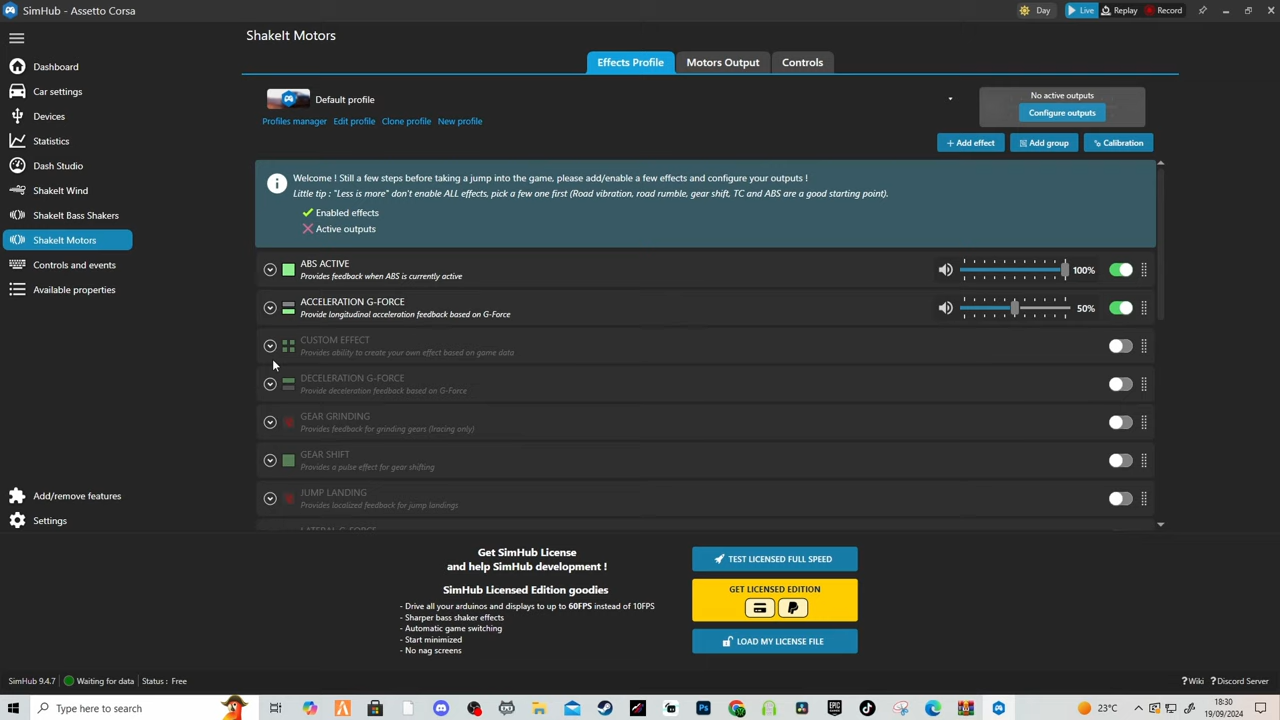 SimHub - Assetto Corsa
Day
Live
Replay
Record
ShakeIt Motors
Dashboard
Car settings
Devices
Statistics
Dash Studio
ShakeIt Wind
ShakeIt Bass Shakers
ShakeIt Motors
Controls and events
Available properties
Add/remove features
Settings
Effects Profile
Motors Output
Controls
Default profile
Profiles manager
Edit profile
Clone profile
New profile
No active outputs
Configure outputs
+ Add effect
Add group
Calibration
Welcome ! Still a few steps before taking a jump into the game, please add/enable a few effects and configure your outputs !
Little tip : "Less is more" don't enable ALL effects, pick a few one first (Road vibration, road rumble, gear shift, TC and ABS are a good starting point).
Enabled effects
Active outputs
ABS ACTIVE
Provides feedback when ABS is currently active
100%
ACCELERATION G-FORCE
Provide longitudinal acceleration feedback based on G-Force
50%
CUSTOM EFFECT
Provides ability to create your own effect based on game data
DECELERATION G-FORCE
Provide deceleration feedback based on G-Force
GEAR GRINDING
Provides feedback for grinding gears (Iracing only)
GEAR SHIFT
Provides a pulse effect for gear shifting
JUMP LANDING
Provides localized feedback for jump landings
LATERAL G-FORCE
Get SimHub License
and help SimHub development !
SimHub Licensed Edition goodies
- Drive all your arduinos and displays to up to 60FPS instead of 10FPS
- Sharper bass shaker effects
- Automatic game switching
- Start minimized
- No nag screens
TEST LICENSED FULL SPEED
GET LICENSED EDITION
LOAD MY LICENSE FILE
SimHub 9.4.7
Waiting for data
Status : Free
? Wiki
Discord Server
Type here to search
23°C
18:30
19/09/2024